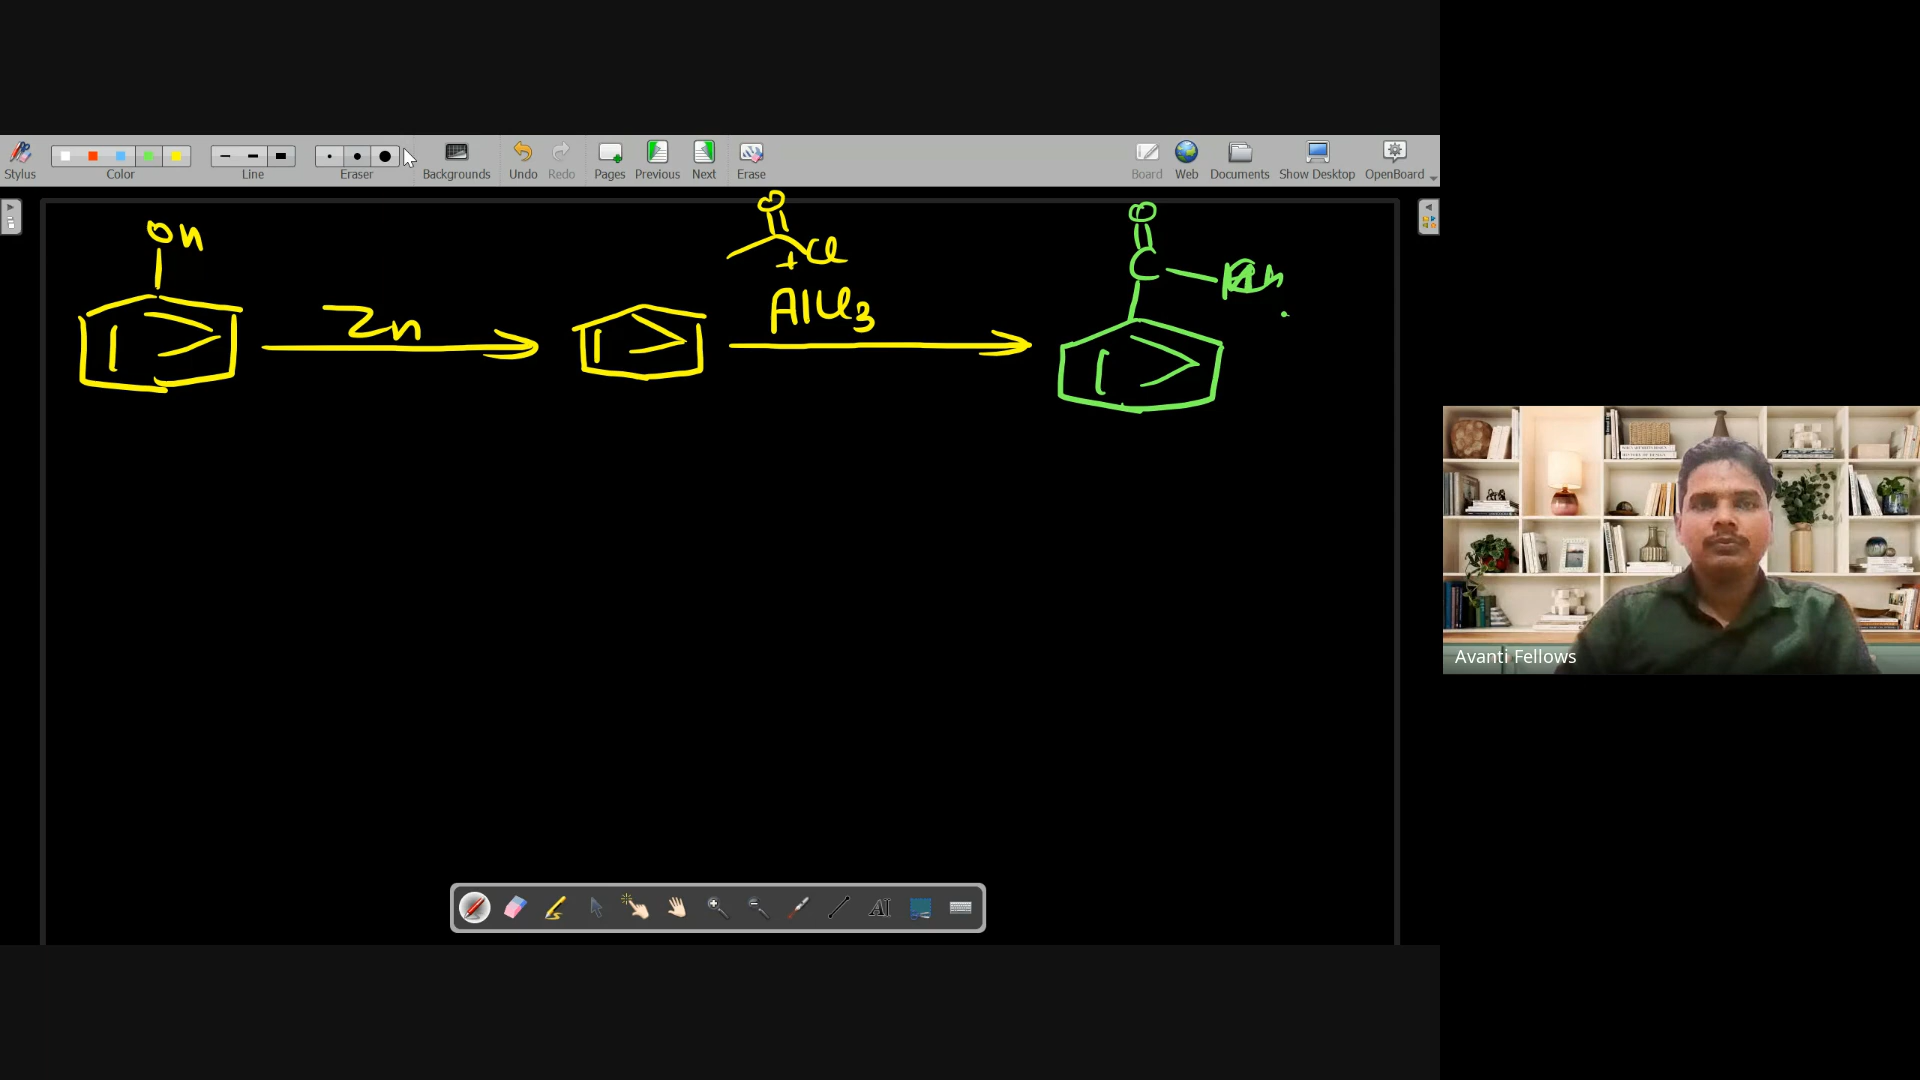 Stylus Color Line Eraser Backgrounds Undo Redo Pages Previous Next Erase Board Web Documents Show Desktop OpenBoard
OH
Zn
O
Cl
+
AlCl3
O
C
Avanti Fellows
AI